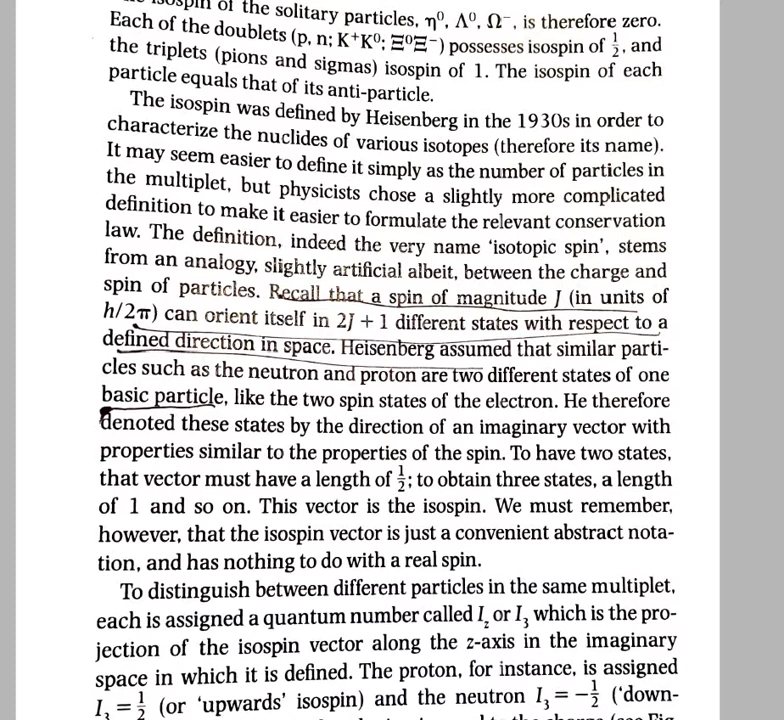 isospin of the solitary particles, η⁰, Λ⁰, Ω⁻, is therefore zero.
Each of the doublets (p, n; K⁺K⁰; Ξ⁰Ξ⁻) possesses isospin of ½, and
the triplets (pions and sigmas) isospin of 1. The isospin of each
particle equals that of its anti-particle.
The isospin was defined by Heisenberg in the 1930s in order to
characterize the nuclides of various isotopes (therefore its name).
It may seem easier to define it simply as the number of particles in
the multiplet, but physicists chose a slightly more complicated
definition to make it easier to formulate the relevant conservation
law. The definition, indeed the very name ‘isotopic spin’, stems
from an analogy, slightly artificial albeit, between the charge and
spin of particles. Recall that a spin of magnitude J (in units of
h/2π) can orient itself in 2J + 1 different states with respect to a
defined direction in space. Heisenberg assumed that similar parti-
cles such as the neutron and proton are two different states of one
basic particle, like the two spin states of the electron. He therefore
denoted these states by the direction of an imaginary vector with
properties similar to the properties of the spin. To have two states,
that vector must have a length of ½; to obtain three states, a length
of 1 and so on. This vector is the isospin. We must remember,
however, that the isospin vector is just a convenient abstract nota-
tion, and has nothing to do with a real spin.
To distinguish between different particles in the same multiplet,
each is assigned a quantum number called I_z or I₃ which is the pro-
jection of the isospin vector along the z-axis in the imaginary
space in which it is defined. The proton, for instance, is assigned
I₃ = ½ (or ‘upwards’ isospin) and the neutron I₃ = −½ (‘down-